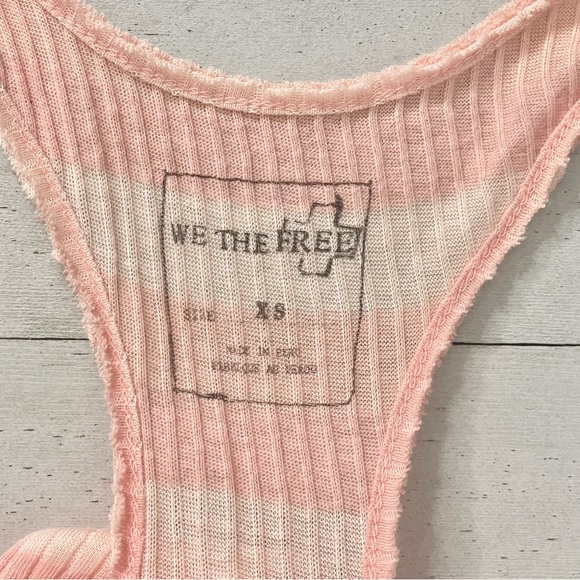 WE THE FREE
SIZE XS
MADE IN PERU
FABRIQUE AU PEROU